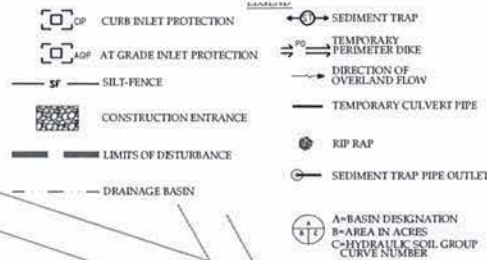 LEGEND
CIP CURB INLET PROTECTION
AGIP AT GRADE INLET PROTECTION
SF SILT-FENCE
CONSTRUCTION ENTRANCE
LIMITS OF DISTURBANCE
DRAINAGE BASIN
ST SEDIMENT TRAP
PD TEMPORARY
PERIMETER DIKE
DIRECTION OF
OVERLAND FLOW
TEMPORARY CULVERT PIPE
RIP RAP
SEDIMENT TRAP PIPE OUTLET
A
B C
A=BASIN DESIGNATION
B=AREA IN ACRES
C=HYDRAULIC SOIL GROUP
CURVE NUMBER